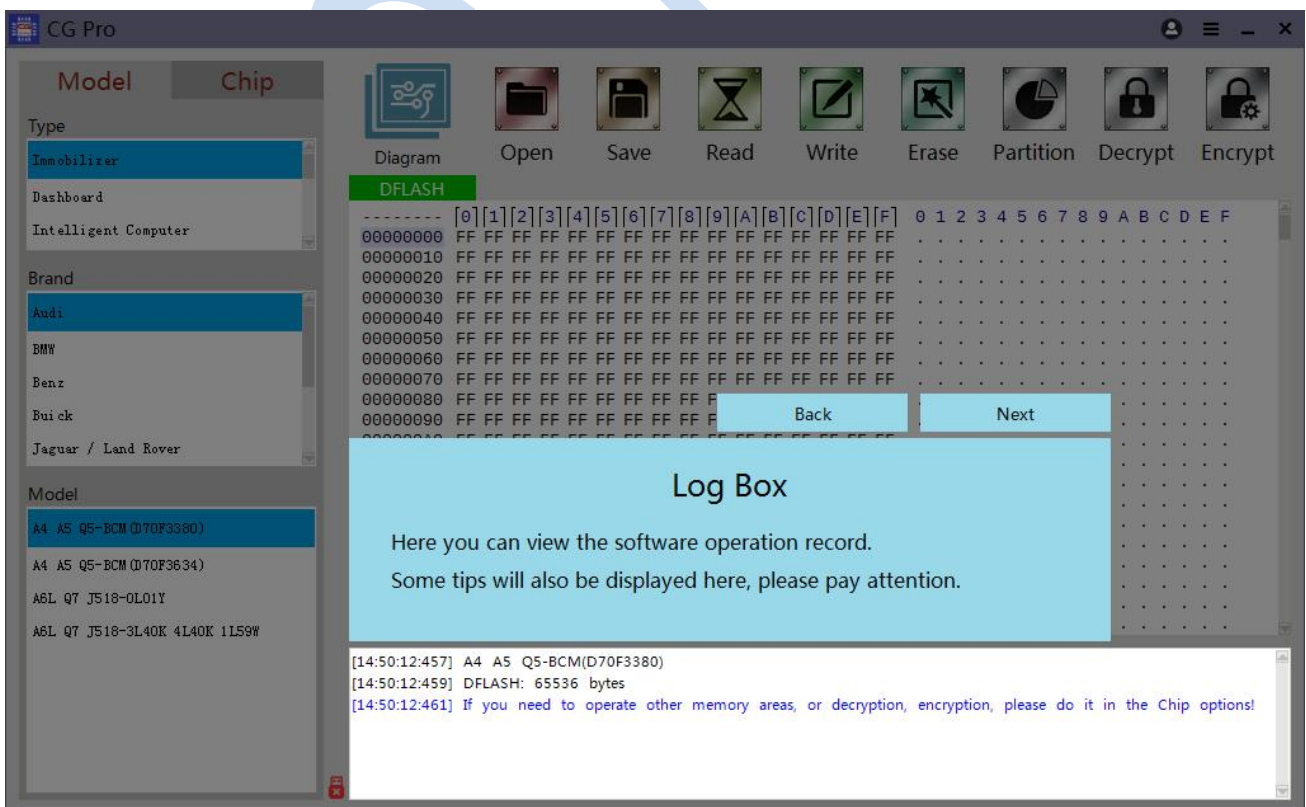 CG Pro
Model Chip
Type
Immobilizer
Dashboard
Intelligent Computer
Brand
Audi
BMW
Benz
Buick
Jaguar / Land Rover
Model
A4 A5 Q5-BCM(D70F3380)
A4 A5 Q5-BCM(D70F3634)
A6L Q7 J518-0L01Y
A6L Q7 J518-3L40K 4L40K 1L59W
Diagram Open Save Read Write Erase Partition Decrypt Encrypt
DFLASH
-------- [0][1][2][3][4][5][6][7][8][9][A][B][C][D][E][F] 0 1 2 3 4 5 6 7 8 9 A B C D E F
00000000 FF FF FF FF FF FF FF FF FF FF FF FF FF FF FF FF . . . . . . . . . . . . . . . .
00000010 FF FF FF FF FF FF FF FF FF FF FF FF FF FF FF FF . . . . . . . . . . . . . . . .
00000020 FF FF FF FF FF FF FF FF FF FF FF FF FF FF FF FF . . . . . . . . . . . . . . . .
00000030 FF FF FF FF FF FF FF FF FF FF FF FF FF FF FF FF . . . . . . . . . . . . . . . .
00000040 FF FF FF FF FF FF FF FF FF FF FF FF FF FF FF FF . . . . . . . . . . . . . . . .
00000050 FF FF FF FF FF FF FF FF FF FF FF FF FF FF FF FF . . . . . . . . . . . . . . . .
00000060 FF FF FF FF FF FF FF FF FF FF FF FF FF FF FF FF . . . . . . . . . . . . . . . .
00000070 FF FF FF FF FF FF FF FF FF FF FF FF FF FF FF FF . . . . . . . . . . . . . . . .
00000080 FF FF FF FF FF FF FF FF
00000090 FF FF FF FF FF FF FF FF
Back Next
Log Box
Here you can view the software operation record.
Some tips will also be displayed here, please pay attention.
[14:50:12:457] A4 A5 Q5-BCM(D70F3380)
[14:50:12:459] DFLASH: 65536 bytes
[14:50:12:461] If you need to operate other memory areas, or decryption, encryption, please do it in the Chip options!